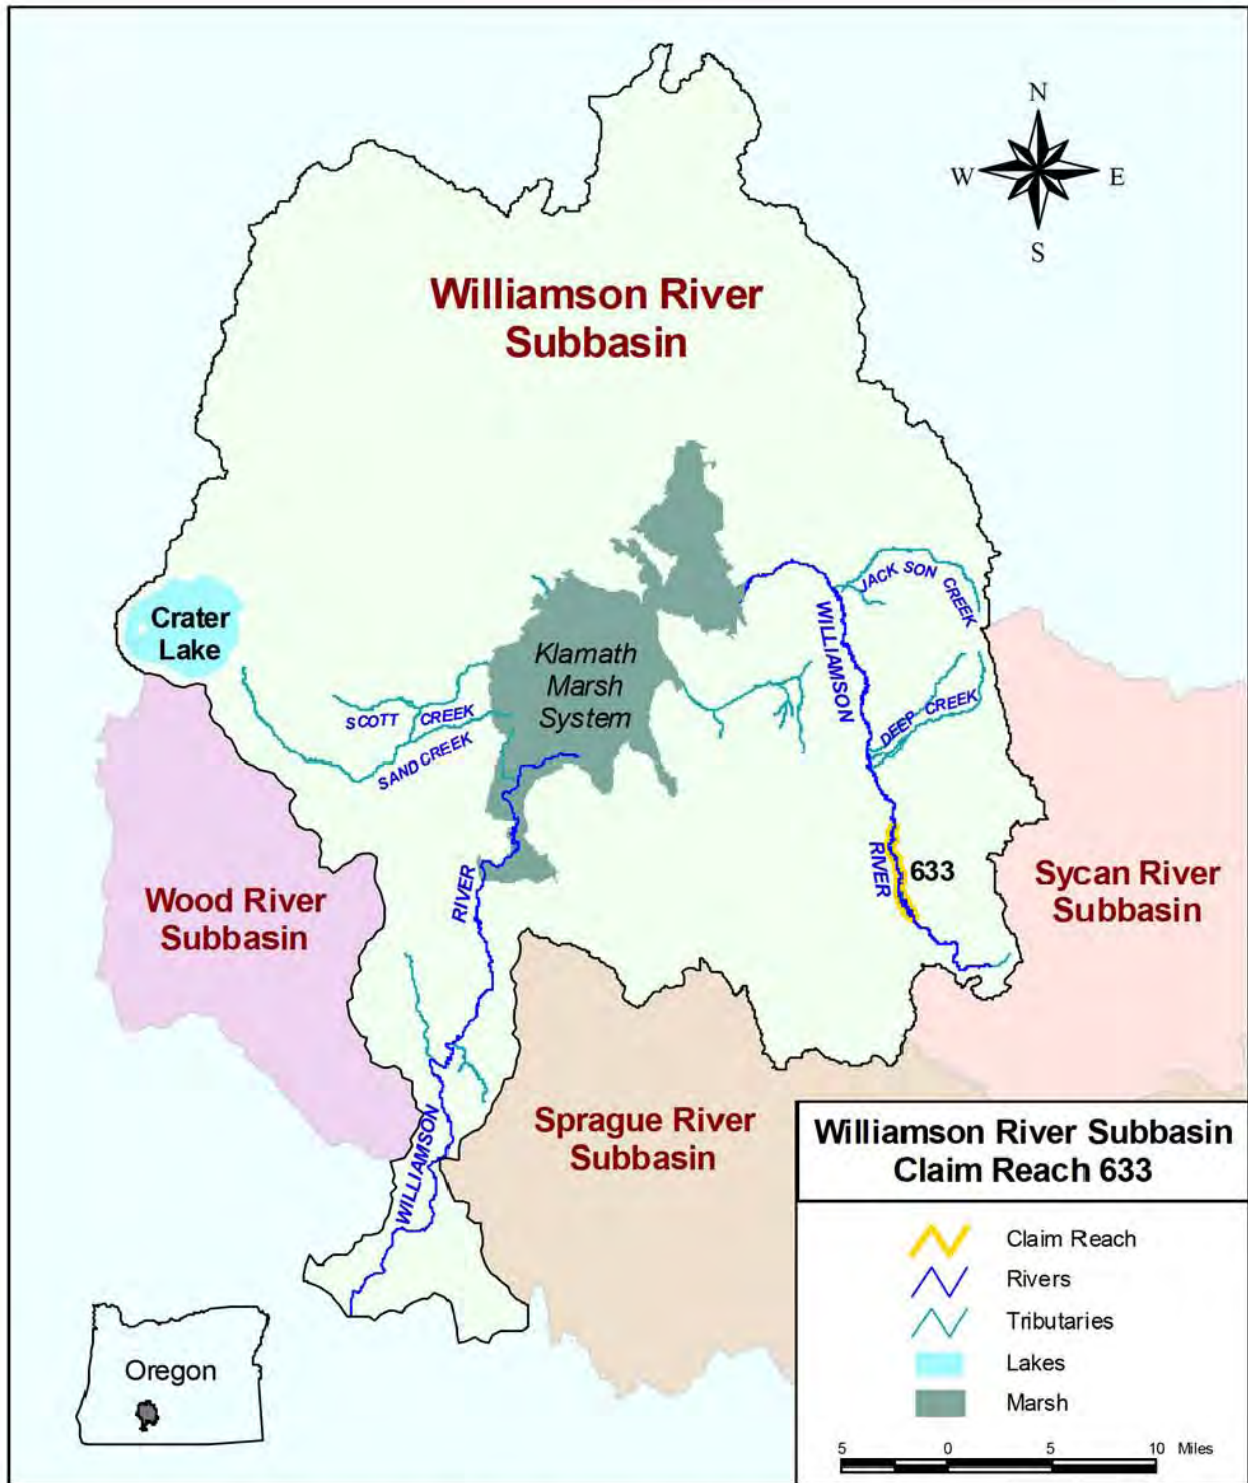 N
W E
S
Williamson River
Subbasin
JACK SON CREEK
Crater
Lake
WILLIAMSON
Klamath
Marsh
System
SCOTT CREEK
DEEP CREEK
SAND CREEK
RIVER
633
RIVER
Sycan River
Subbasin
Wood River
Subbasin
Sprague River
Subbasin
WILLIAMSON
Williamson River Subbasin
Claim Reach 633
Claim Reach
Rivers
Tributaries
Lakes
Marsh
Oregon
5 0 5 10 Miles